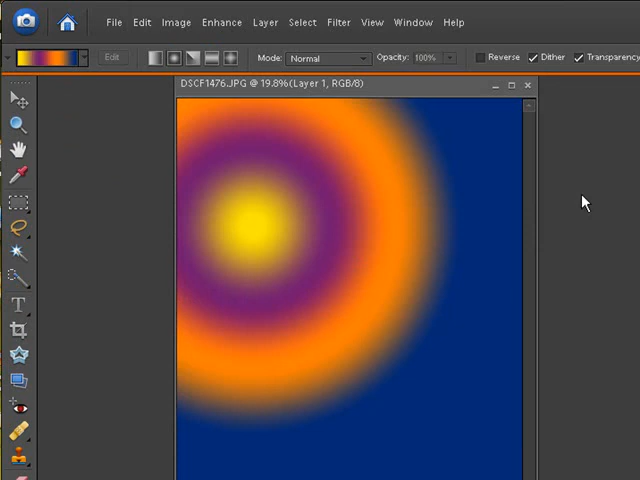 File Edit Image Enhance Layer Select Filter View Window Help
Edit Mode: Normal Opacity: 100% Reverse Dither Transparency
DSCF1476.JPG @ 19.8%(Layer 1, RGB/8)
T